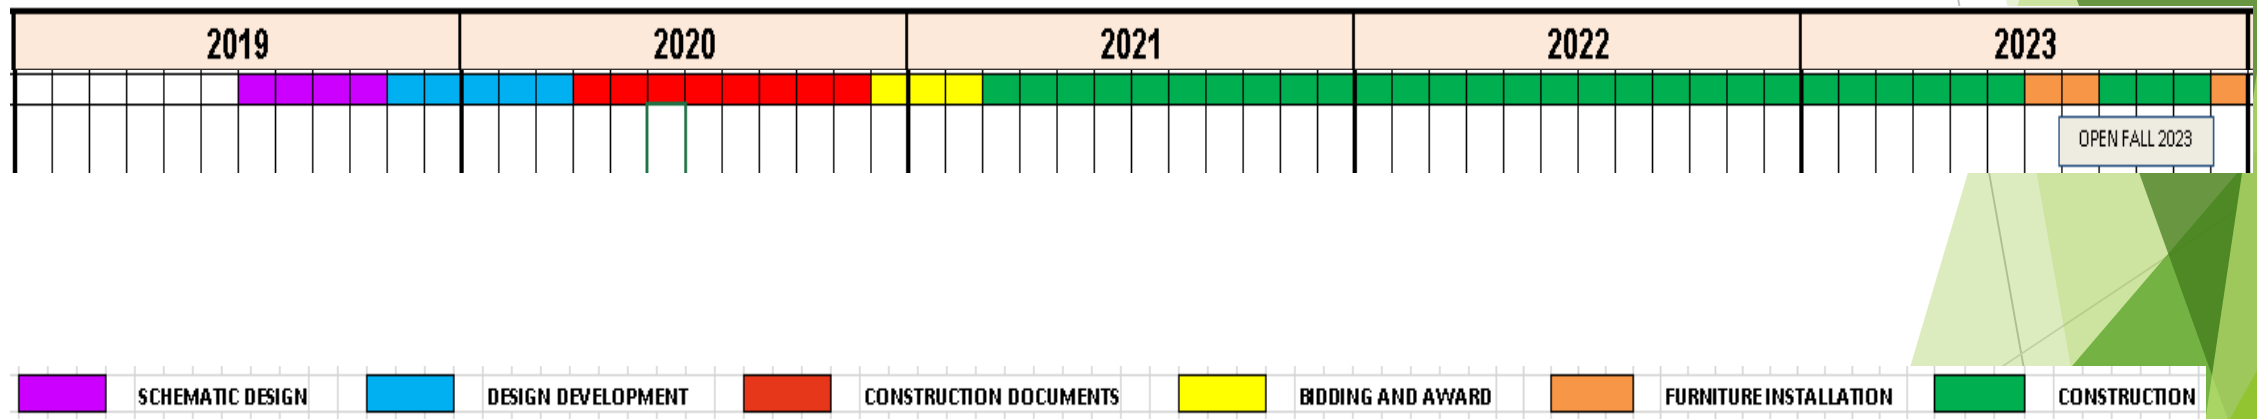 2019 2020 2021 2022 2023
OPEN FALL 2023
SCHEMATIC DESIGN DESIGN DEVELOPMENT CONSTRUCTION DOCUMENTS BIDDING AND AWARD FURNITURE INSTALLATION CONSTRUCTION